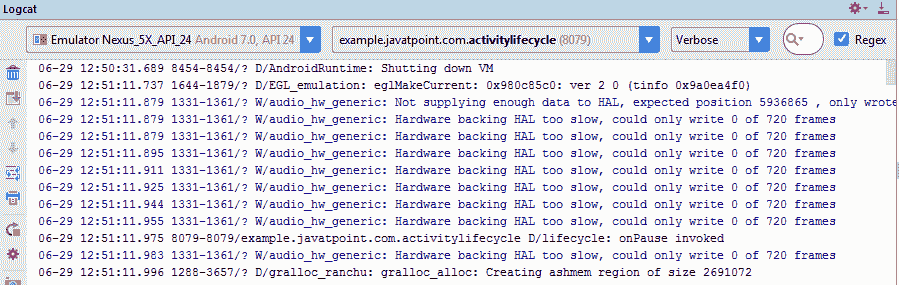 Logcat
Emulator Nexus_5X_API_24 Android 7.0, API 24 example.javatpoint.com.activitylifecycle (8079) Verbose Regex
06-29 12:50:31.689 8454-8454/? D/AndroidRuntime: Shutting down VM
06-29 12:51:11.737 1644-1879/? D/EGL_emulation: eglMakeCurrent: 0x980c85c0: ver 2 0 (tinfo 0x9a0ea4f0)
06-29 12:51:11.879 1331-1361/? W/audio_hw_generic: Not supplying enough data to HAL, expected position 5936865 , only wrote
06-29 12:51:11.879 1331-1361/? W/audio_hw_generic: Hardware backing HAL too slow, could only write 0 of 720 frames
06-29 12:51:11.879 1331-1361/? W/audio_hw_generic: Hardware backing HAL too slow, could only write 0 of 720 frames
06-29 12:51:11.895 1331-1361/? W/audio_hw_generic: Hardware backing HAL too slow, could only write 0 of 720 frames
06-29 12:51:11.911 1331-1361/? W/audio_hw_generic: Hardware backing HAL too slow, could only write 0 of 720 frames
06-29 12:51:11.925 1331-1361/? W/audio_hw_generic: Hardware backing HAL too slow, could only write 0 of 720 frames
06-29 12:51:11.944 1331-1361/? W/audio_hw_generic: Hardware backing HAL too slow, could only write 0 of 720 frames
06-29 12:51:11.955 1331-1361/? W/audio_hw_generic: Hardware backing HAL too slow, could only write 0 of 720 frames
06-29 12:51:11.975 8079-8079/example.javatpoint.com.activitylifecycle D/lifecycle: onPause invoked
06-29 12:51:11.983 1331-1361/? W/audio_hw_generic: Hardware backing HAL too slow, could only write 0 of 720 frames
06-29 12:51:11.996 1288-3657/? D/gralloc_ranchu: gralloc_alloc: Creating ashmem region of size 2691072